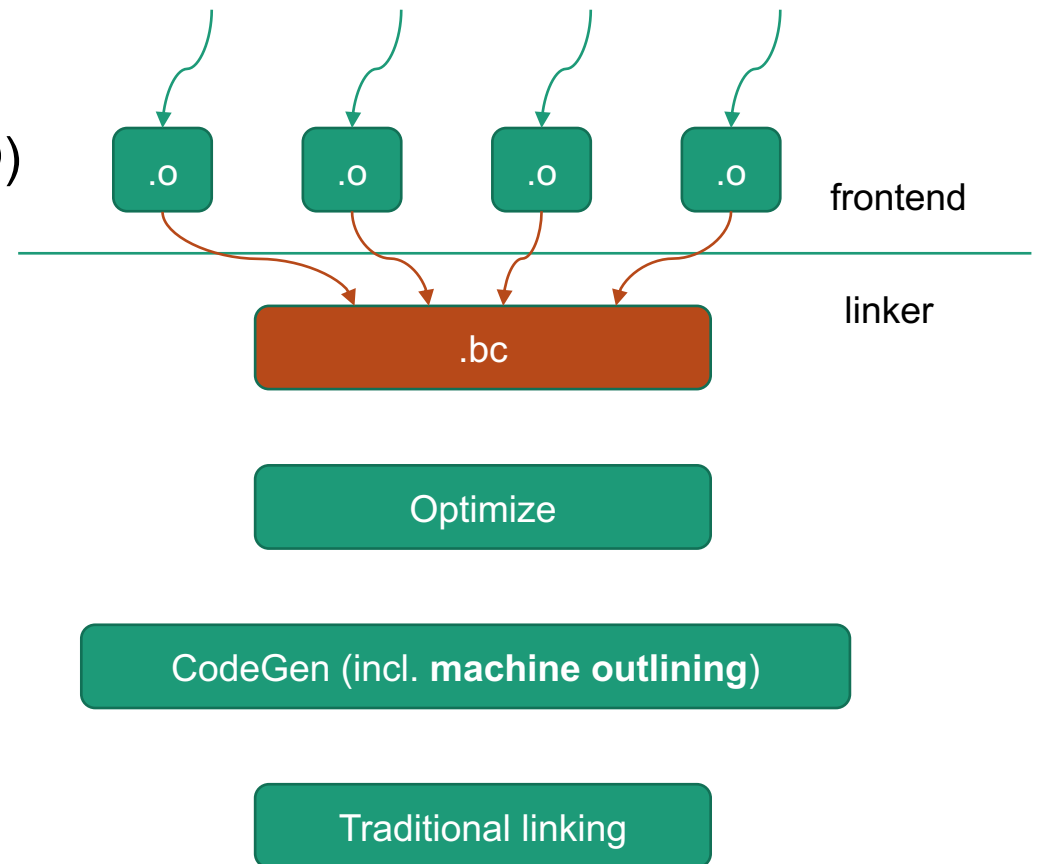 )
.o
.o
.o
.o
frontend
linker
.bc
Optimize
CodeGen (incl. machine outlining)
Traditional linking